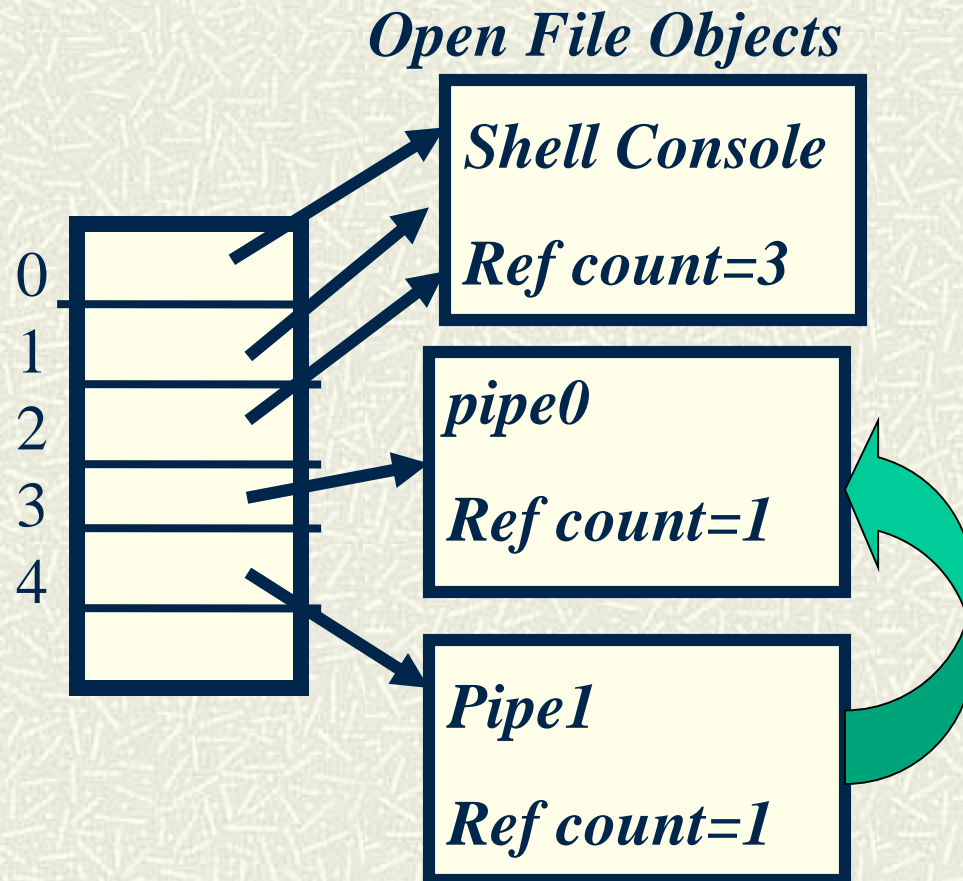 Open File Objects
Shell Console
Ref count=3
0
1
2
3
4
pipe0
Ref count=1
Pipe1
Ref count=1